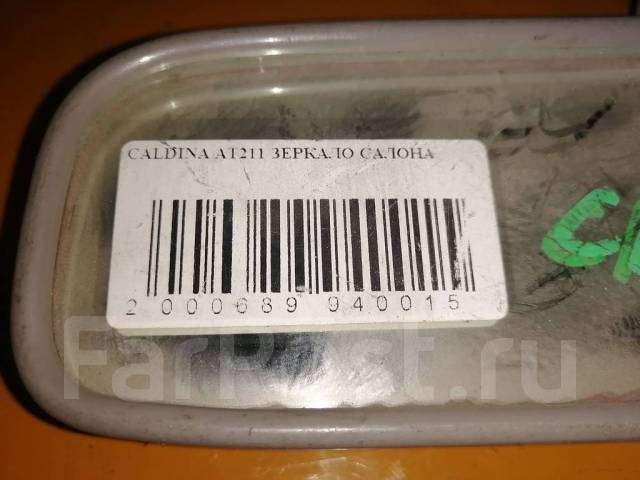 CALDINA AT211 ЗЕРКАЛО САЛОНА
2 000689 940015
FarPost.ru